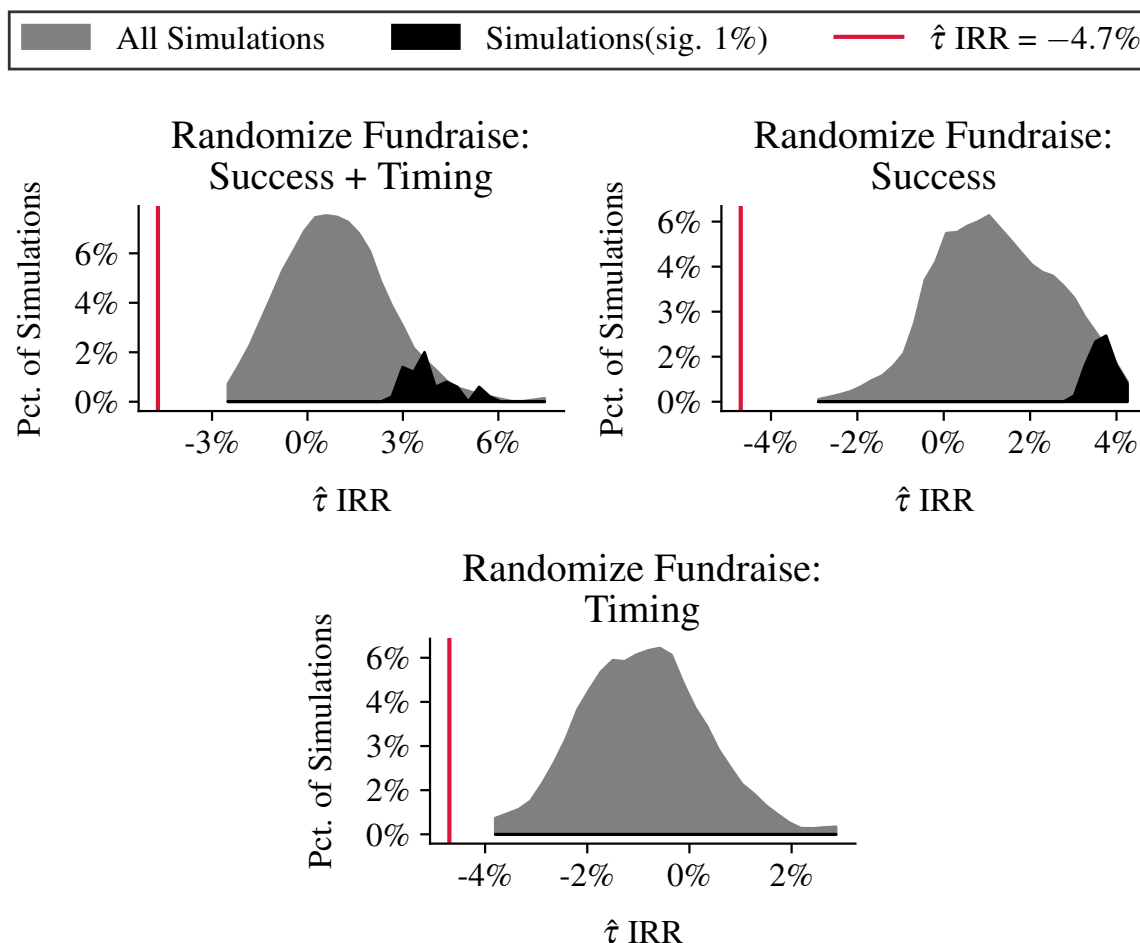 All Simulations Simulations(sig. 1%) τ̂ IRR = −4.7%
Randomize Fundraise:
Success + Timing
Pct. of Simulations
6%
4%
2%
0%
-3% 0% 3% 6%
τ̂ IRR
Randomize Fundraise:
Success
Pct. of Simulations
6%
4%
3%
2%
0%
-4% -2% 0% 2% 4%
τ̂ IRR
Randomize Fundraise:
Timing
Pct. of Simulations
6%
4%
3%
2%
0%
-4% -2% 0% 2%
τ̂ IRR